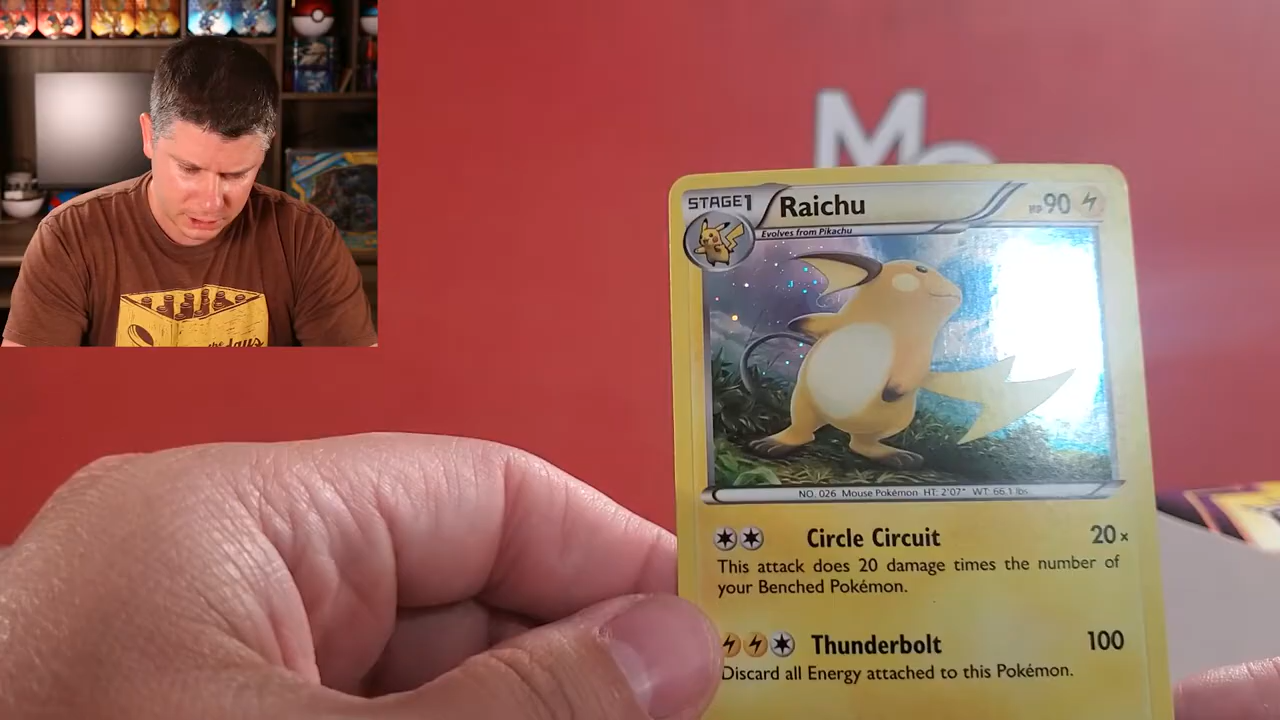 STAGE1
Raichu
HP90
Evolves from Pikachu
NO. 026 Mouse Pokémon HT: 2'07" WT: 66.1 lbs.
Circle Circuit 20×
This attack does 20 damage times the number of
your Benched Pokémon.
Thunderbolt 100
Discard all Energy attached to this Pokémon.
the days